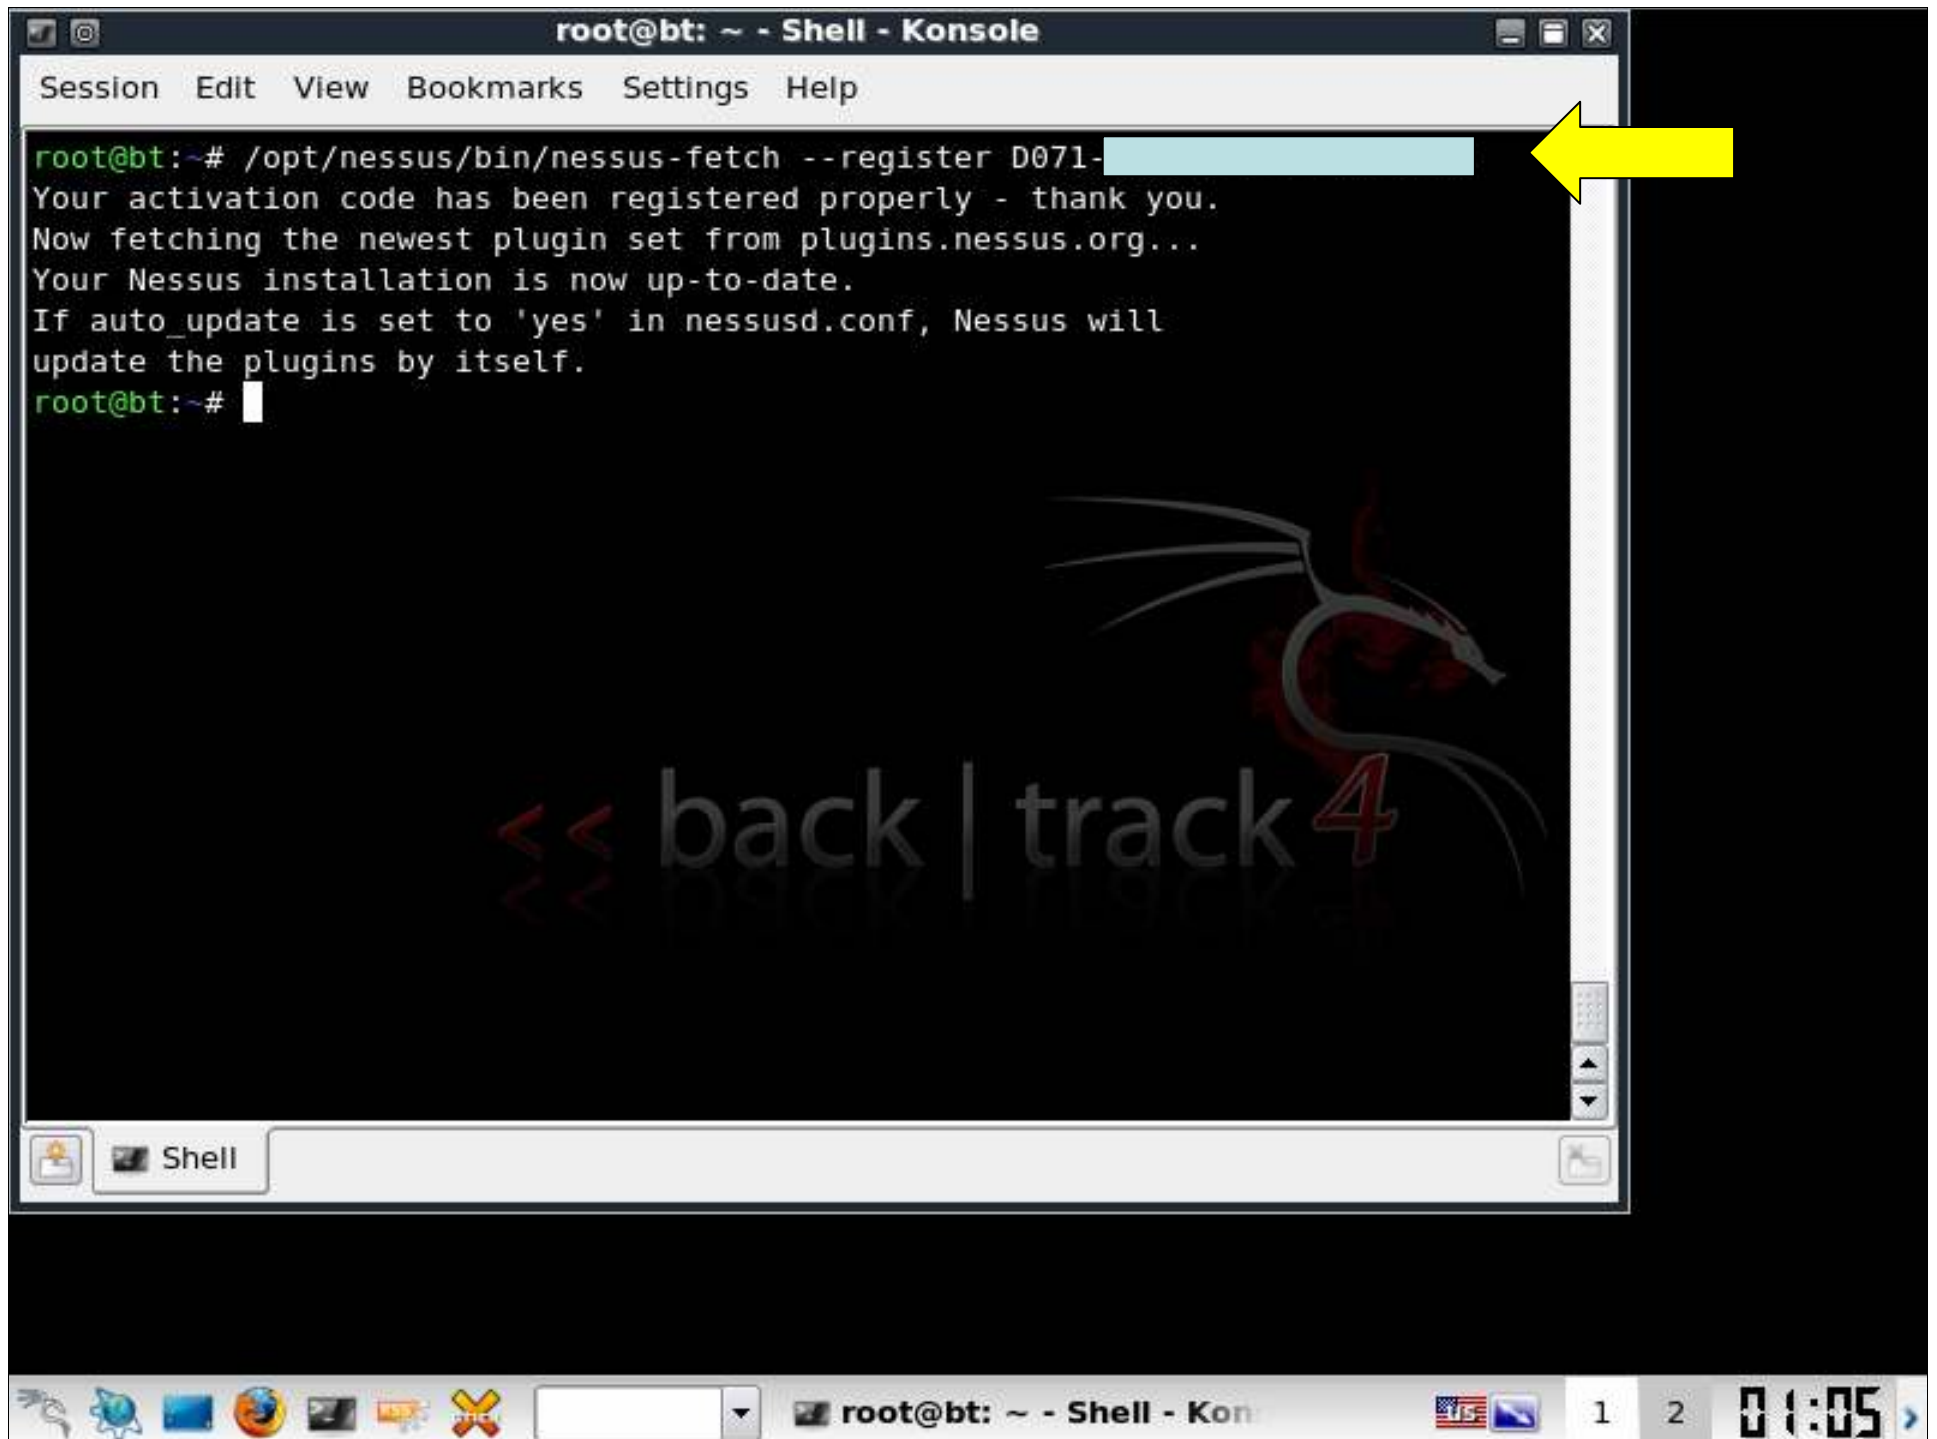 root@bt: ~ - Shell - Konsole
Session Edit View Bookmarks Settings Help
root@bt:~# /opt/nessus/bin/nessus-fetch --register D071-
Your activation code has been registered properly - thank you.
Now fetching the newest plugin set from plugins.nessus.org...
Your Nessus installation is now up-to-date.
If auto_update is set to 'yes' in nessusd.conf, Nessus will
update the plugins by itself.
root@bt:~#
<< back | track 4
Shell
root@bt: ~ - Shell - Kon
US
1
2
01:05